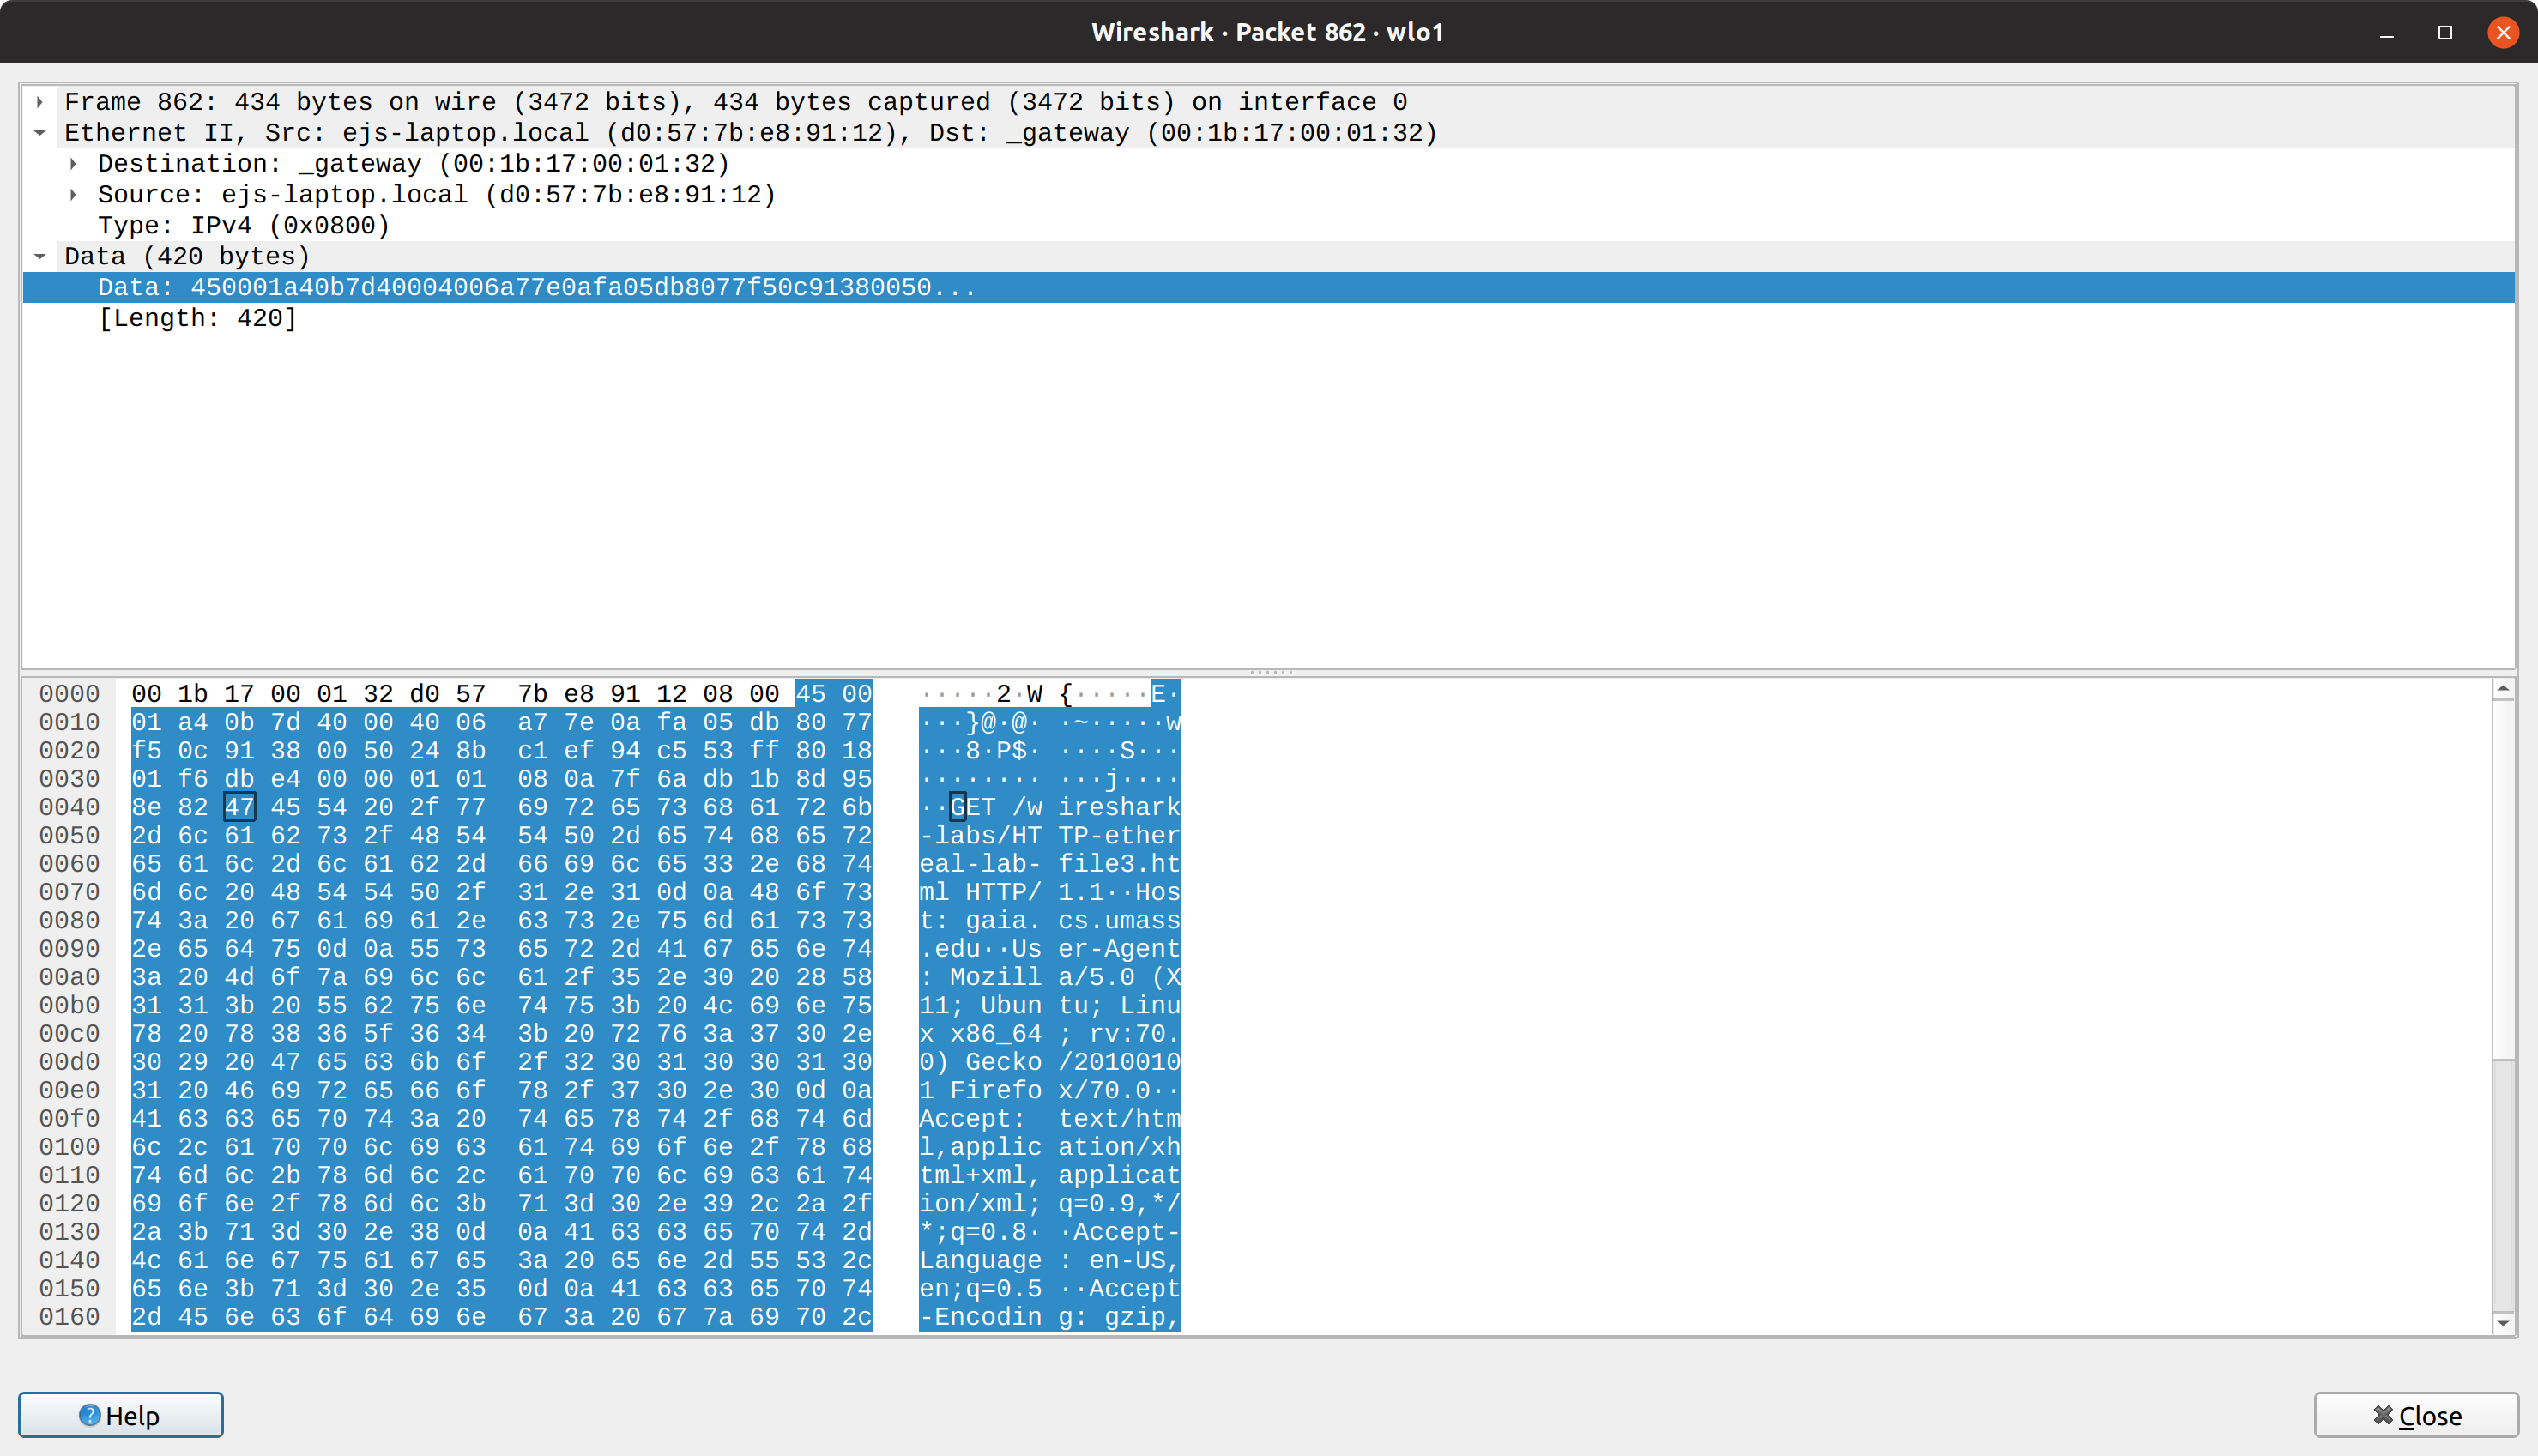 Wireshark · Packet 862 · wlo1
Frame 862: 434 bytes on wire (3472 bits), 434 bytes captured (3472 bits) on interface 0
Ethernet II, Src: ejs-laptop.local (d0:57:7b:e8:91:12), Dst: _gateway (00:1b:17:00:01:32)
Destination: _gateway (00:1b:17:00:01:32)
Source: ejs-laptop.local (d0:57:7b:e8:91:12)
Type: IPv4 (0x0800)
Data (420 bytes)
Data: 450001a40b7d40004006a77e0afa05db8077f50c91380050...
[Length: 420]
0000 00 1b 17 00 01 32 d0 57 7b e8 91 12 08 00 45 00 ·····2·W {·····E·
0010 01 a4 0b 7d 40 00 40 06 a7 7e 0a fa 05 db 80 77 ···}@·@· ·~·····w
0020 f5 0c 91 38 00 50 24 8b c1 ef 94 c5 53 ff 80 18 ···8·P$· ····S···
0030 01 f6 db e4 00 00 01 01 08 0a 7f 6a db 1b 8d 95 ········ ···j····
0040 8e 82 47 45 54 20 2f 77 69 72 65 73 68 61 72 6b ··GET /w ireshark
0050 2d 6c 61 62 73 2f 48 54 54 50 2d 65 74 68 65 72 -labs/HT TP-ether
0060 65 61 6c 2d 6c 61 62 2d 66 69 6c 65 33 2e 68 74 eal-lab- file3.ht
0070 6d 6c 20 48 54 54 50 2f 31 2e 31 0d 0a 48 6f 73 ml HTTP/ 1.1··Hos
0080 74 3a 20 67 61 69 61 2e 63 73 2e 75 6d 61 73 73 t: gaia. cs.umass
0090 2e 65 64 75 0d 0a 55 73 65 72 2d 41 67 65 6e 74 .edu··Us er-Agent
00a0 3a 20 4d 6f 7a 69 6c 6c 61 2f 35 2e 30 20 28 58 : Mozill a/5.0 (X
00b0 31 31 3b 20 55 62 75 6e 74 75 3b 20 4c 69 6e 75 11; Ubun tu; Linu
00c0 78 20 78 38 36 5f 36 34 3b 20 72 76 3a 37 30 2e x x86_64 ; rv:70.
00d0 30 29 20 47 65 63 6b 6f 2f 32 30 31 30 30 31 30 0) Gecko /2010010
00e0 31 20 46 69 72 65 66 6f 78 2f 37 30 2e 30 0d 0a 1 Firefo x/70.0··
00f0 41 63 63 65 70 74 3a 20 74 65 78 74 2f 68 74 6d Accept:  text/htm
0100 6c 2c 61 70 70 6c 69 63 61 74 69 6f 6e 2f 78 68 l,applic ation/xh
0110 74 6d 6c 2b 78 6d 6c 2c 61 70 70 6c 69 63 61 74 tml+xml, applicat
0120 69 6f 6e 2f 78 6d 6c 3b 71 3d 30 2e 39 2c 2a 2f ion/xml; q=0.9,*/
0130 2a 3b 71 3d 30 2e 38 0d 0a 41 63 63 65 70 74 2d *;q=0.8· ·Accept-
0140 4c 61 6e 67 75 61 67 65 3a 20 65 6e 2d 55 53 2c Language : en-US,
0150 65 6e 3b 71 3d 30 2e 35 0d 0a 41 63 63 65 70 74 en;q=0.5 ··Accept
0160 2d 45 6e 63 6f 64 69 6e 67 3a 20 67 7a 69 70 2c -Encodin g: gzip,
Help
Close